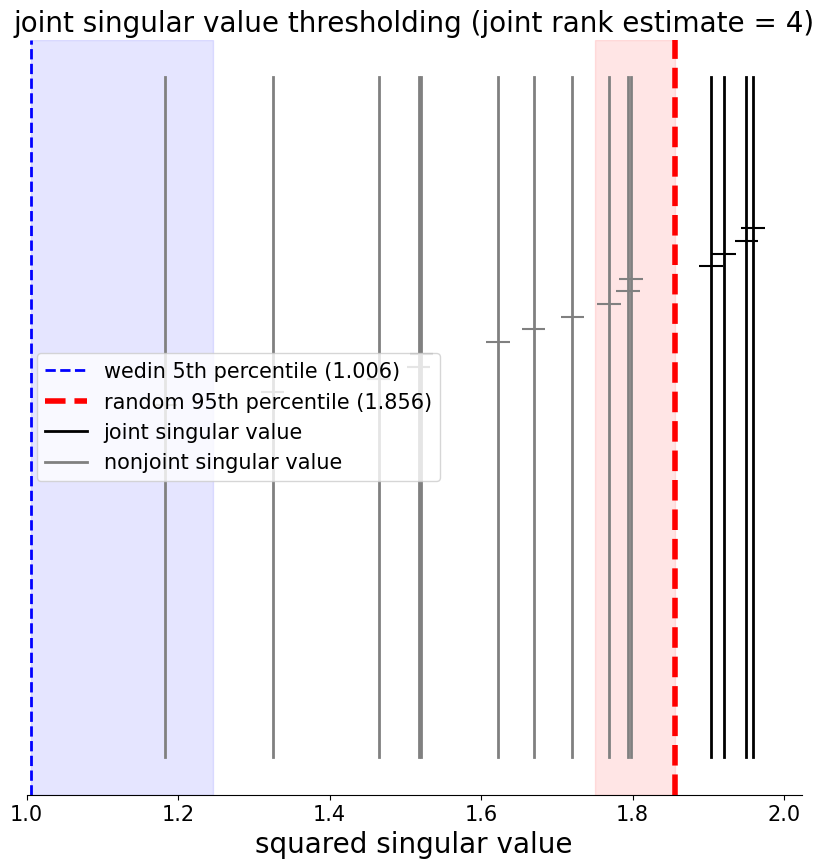 joint singular value thresholding (joint rank estimate = 4)
wedin 5th percentile (1.006)
random 95th percentile (1.856)
joint singular value
nonjoint singular value
1.0 1.2 1.4 1.6 1.8 2.0
squared singular value